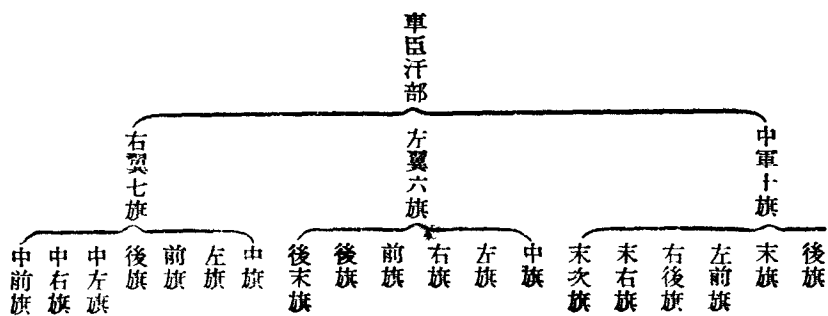 車臣汗部
中軍十旗
左翼六旗
右翼七旗
後旗
末旗
左前旗
右後旗
末右旗
末次旗
中旗
左旗
右旗
前旗
後旗
後末旗
中旗
左旗
前旗
後旗
中左旗
中右旗
中前旗